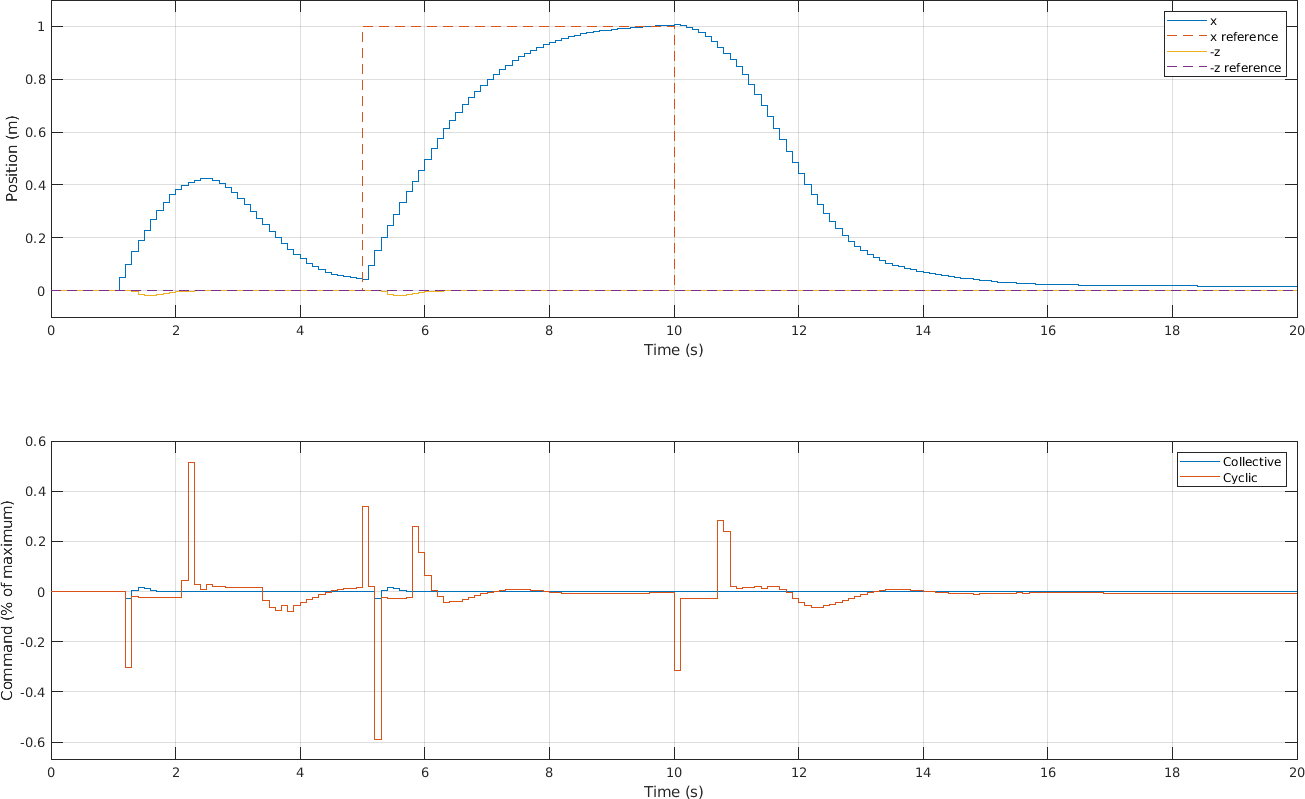 1
0.8
0.6
0.4
0.2
0
Position (m)
x
x reference
-z
-z reference
0 2 4 6 8 10 12 14 16 18 20
Time (s)
0.6
0.4
0.2
0
-0.2
-0.4
-0.6
Command (% of maximum)
Collective
Cyclic
0 2 4 6 8 10 12 14 16 18 20
Time (s)